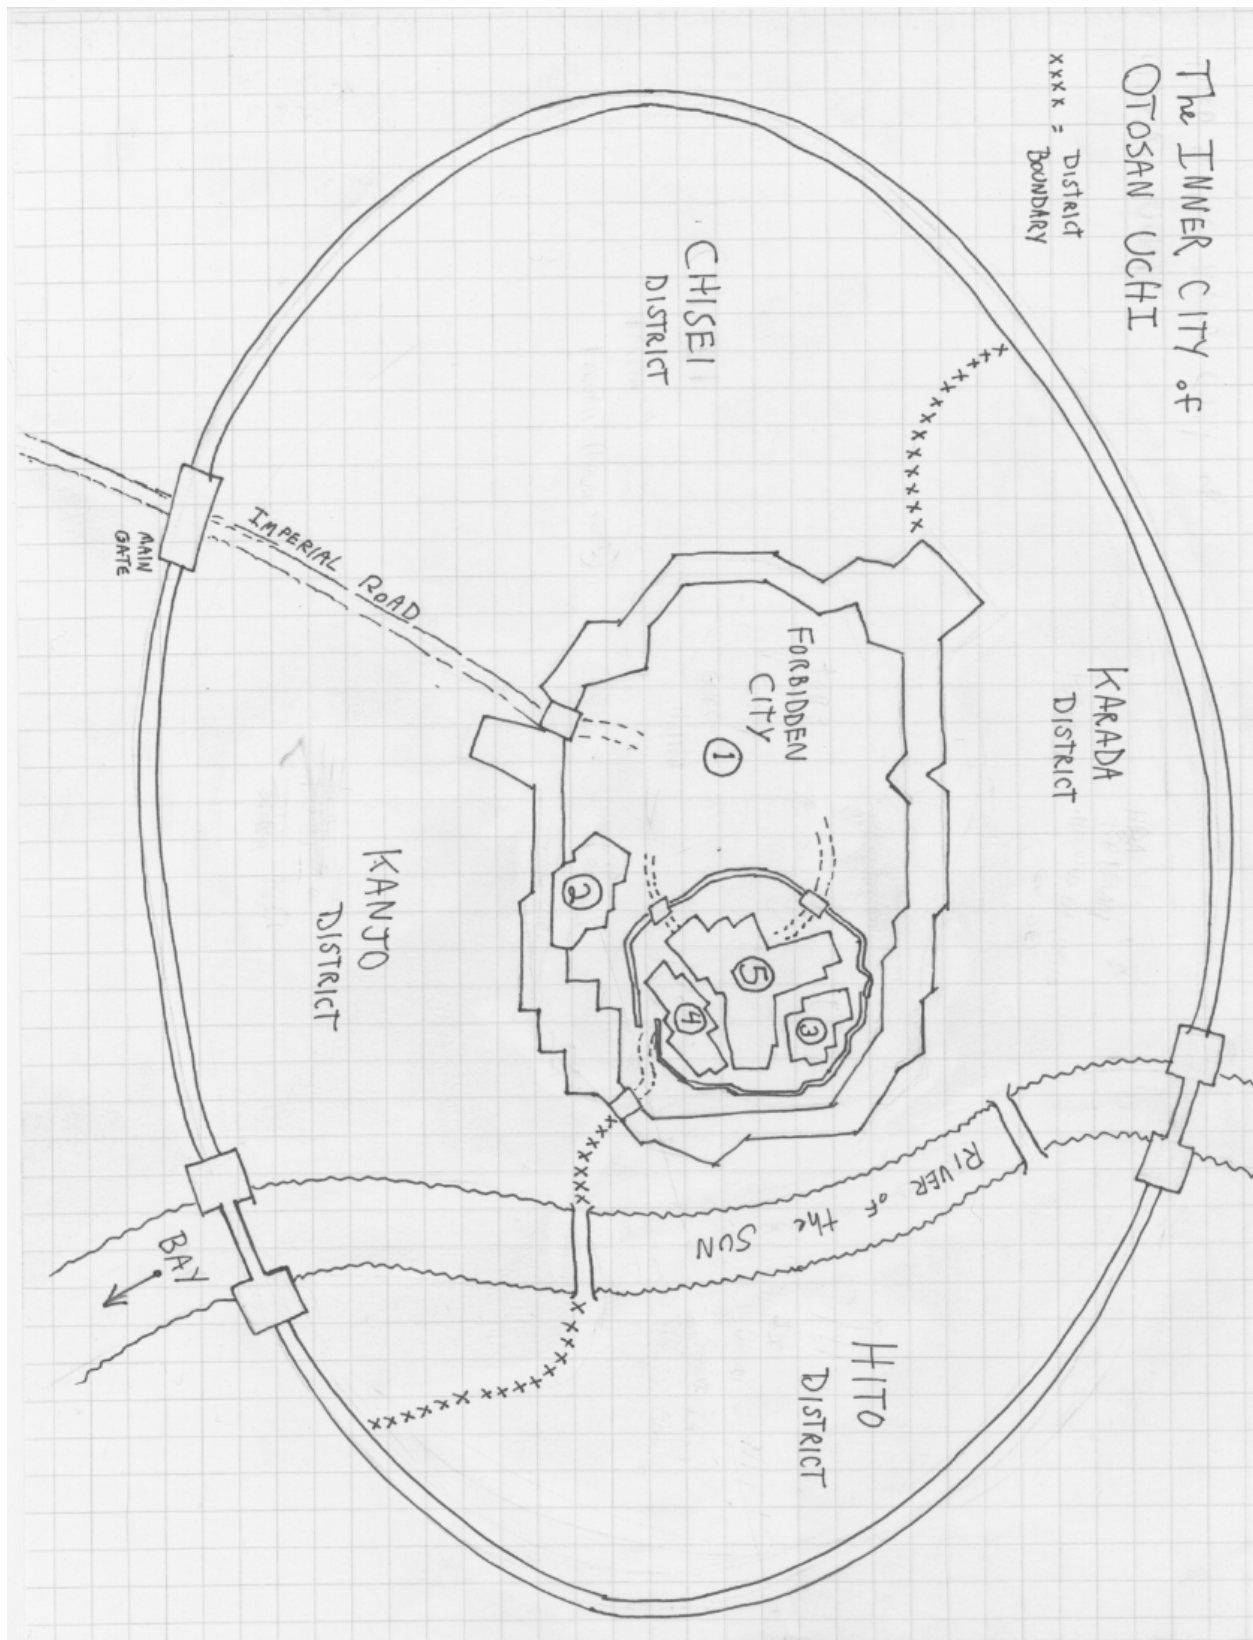 The INNER CITY of
OTOSAN UCHI
xxxx = DISTRICT
BOUNDARY
CHISEI
DISTRICT
KARADA
DISTRICT
FORBIDDEN
CITY
1
IMPERIAL ROAD
MAIN
GATE
2
KANJO
DISTRICT
5
4
3
RIVER of the SUN
BAY
HITO
DISTRICT